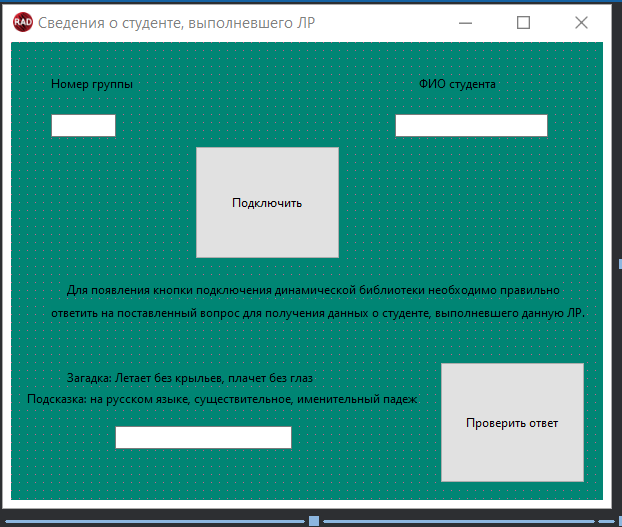 RAD Сведения о студенте, выполневшего ЛР
Номер группы
ФИО студента
Подключить
Для появления кнопки подключения динамической библиотеки необходимо правильно
ответить на поставленный вопрос для получения данных о студенте, выполневшего данную ЛР.
Загадка: Летает без крыльев, плачет без глаз
Подсказка: на русском языке, существительное, именительный падеж
Проверить ответ